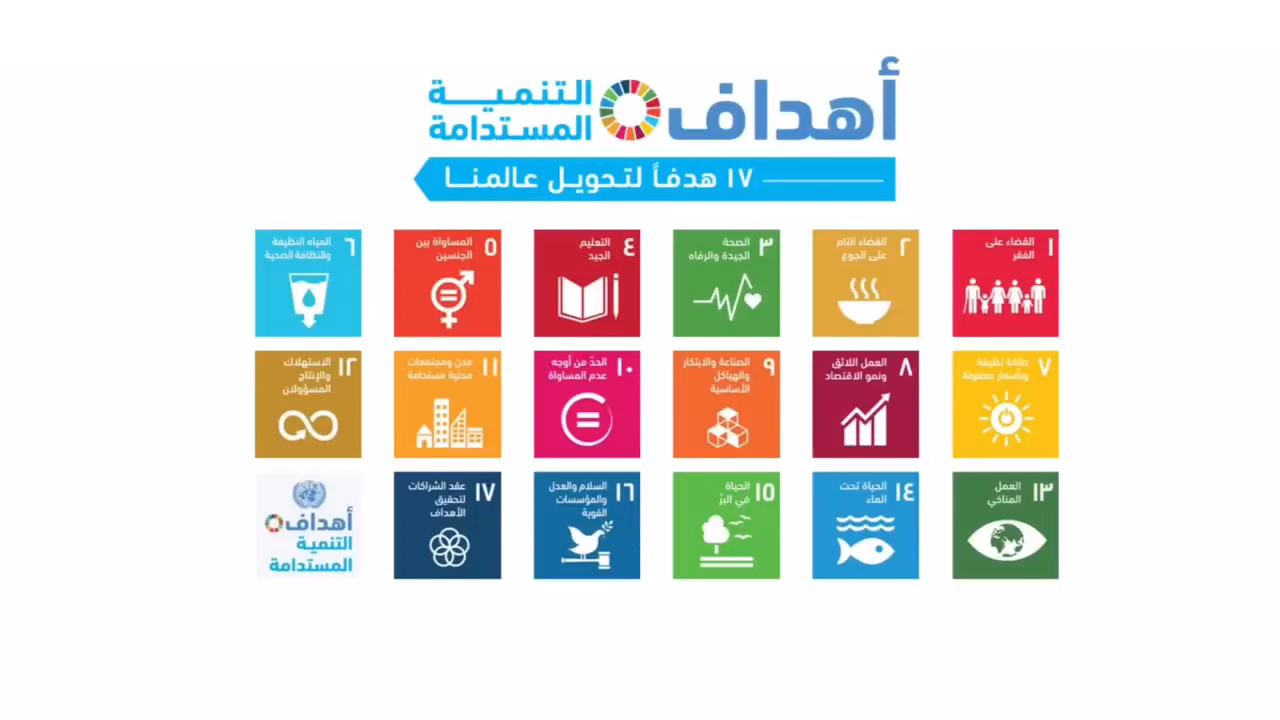 أهداف
التنمية
المستدامة
١٧ هدفاً لتحويل عالمنا
١ القضاء على
الفقر
٢ القضاء التام
على الجوع
٣ الصحة
الجيدة والرفاه
٤ التعليم
الجيد
٥ المساواة بين
الجنسين
٦ المياه النظيفة
والنظافة الصحية
٧ طاقة نظيفة
وبأسعار معقولة
٨ العمل اللائق
ونمو الاقتصاد
٩ الصناعة والابتكار
والهياكل
الأساسية
١٠ الحدّ من أوجه
عدم المساواة
١١ مدن ومجتمعات
محلية مستدامة
١٢ الاستهلاك
والإنتاج
المسؤولان
١٣ العمل
المناخي
١٤ الحياة تحت
الماء
١٥ الحياة
في البرّ
١٦ السلام والعدل
والمؤسسات
القوية
١٧ عقد الشراكات
لتحقيق
الأهداف
أهداف
التنمية
المستدامة